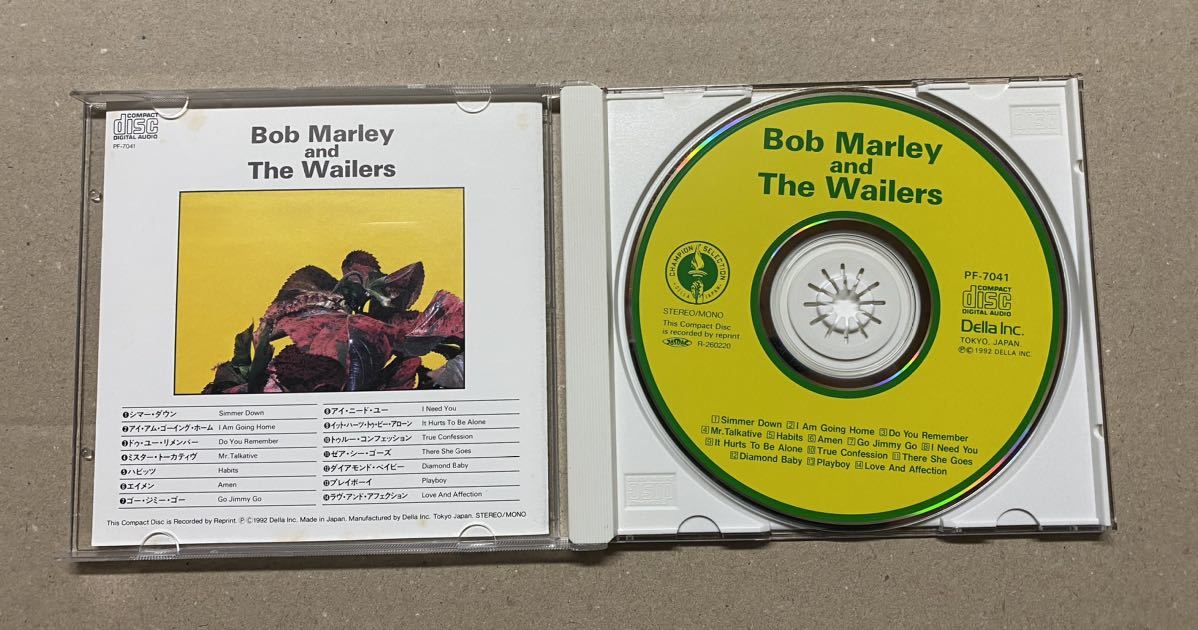 COMPACT
disc
DIGITAL AUDIO
PF-7041
Bob Marley
and
The Wailers
❶シマー・ダウン Simmer Down
❷アイ・アム・ゴーイング・ホーム I Am Going Home
❸ドゥ・ユー・リメンバー Do You Remember
❹ミスター・トーカティヴ Mr. Talkative
❺ハビッツ Habits
❻エイメン Amen
❼ゴー・ジミー・ゴー Go Jimmy Go
❽アイ・ニード・ユー I Need You
❾イット・ハーツ・トゥ・ビー・アローン It Hurts To Be Alone
❿トゥルー・コンフェッション True Confession
⓫ゼア・シー・ゴーズ There She Goes
⓬ダイアモンド・ベイビー Diamond Baby
⓭プレイボーイ Playboy
⓮ラヴ・アンド・アフェクション Love And Affection
This Compact Disc is Recorded by Reprint. ℗©1992 Della Inc. Made in Japan. Manufactured by Della Inc. Tokyo Japan. STEREO/MONO
Bob Marley
and
The Wailers
CHAMPION SELECTION
DELLA JAPAN
STEREO/MONO
This Compact Disc
is recorded by reprint.
JASRAC R-260220
PF-7041
COMPACT
disc
DIGITAL AUDIO
Della Inc.
TOKYO. JAPAN.
℗©1992 DELLA INC.
1 Simmer Down 2 I Am Going Home 3 Do You Remember
4 Mr. Talkative 5 Habits 6 Amen 7 Go Jimmy Go 8 I Need You
9 It Hurts To Be Alone 10 True Confession 11 There She Goes
12 Diamond Baby 13 Playboy 14 Love And Affection